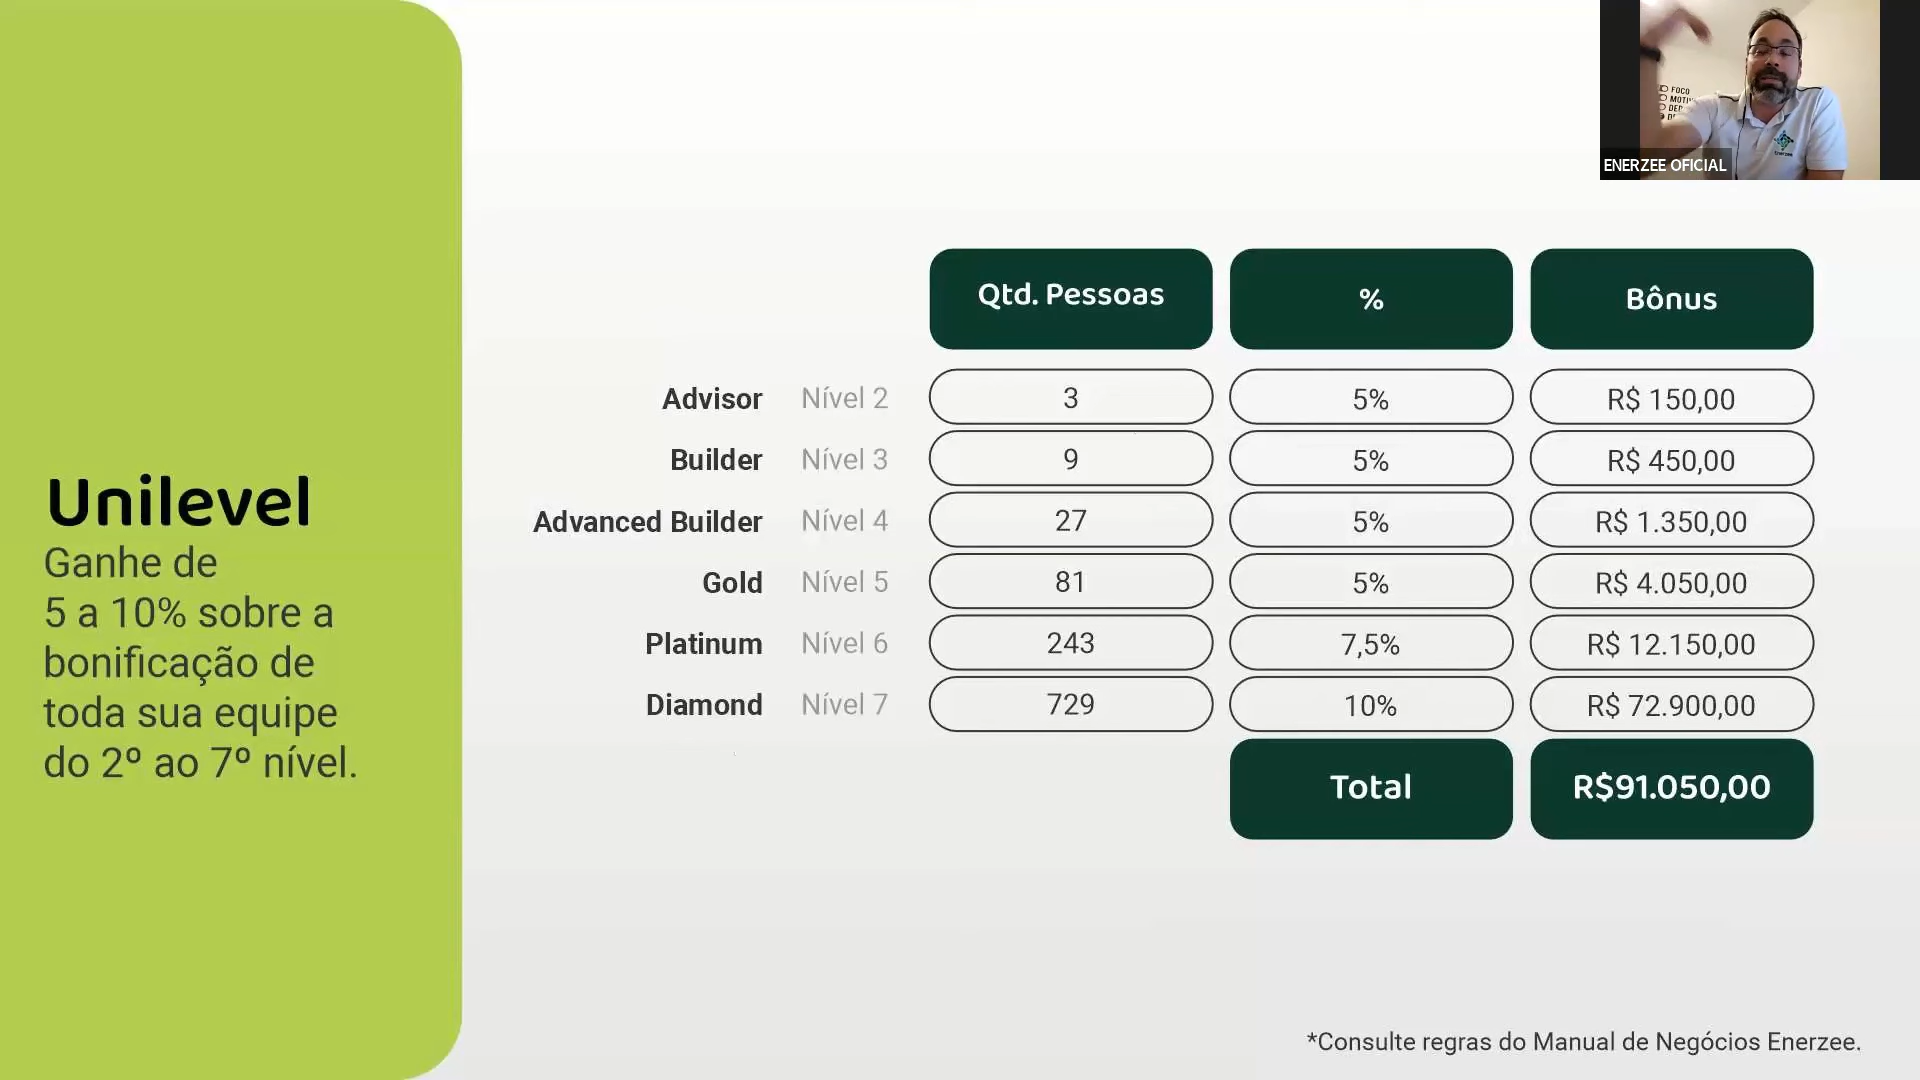 FOCO
ENERZEE OFICIAL
Qtd. Pessoas % Bônus
Advisor Nível 2 3 5% R$ 150,00
Builder Nível 3 9 5% R$ 450,00
Advanced Builder Nível 4 27 5% R$ 1.350,00
Gold Nível 5 81 5% R$ 4.050,00
Platinum Nível 6 243 7,5% R$ 12.150,00
Diamond Nível 7 729 10% R$ 72.900,00
Total R$91.050,00
Unilevel
Ganhe de
5 a 10% sobre a
bonificação de
toda sua equipe
do 2º ao 7º nível.
*Consulte regras do Manual de Negócios Enerzee.